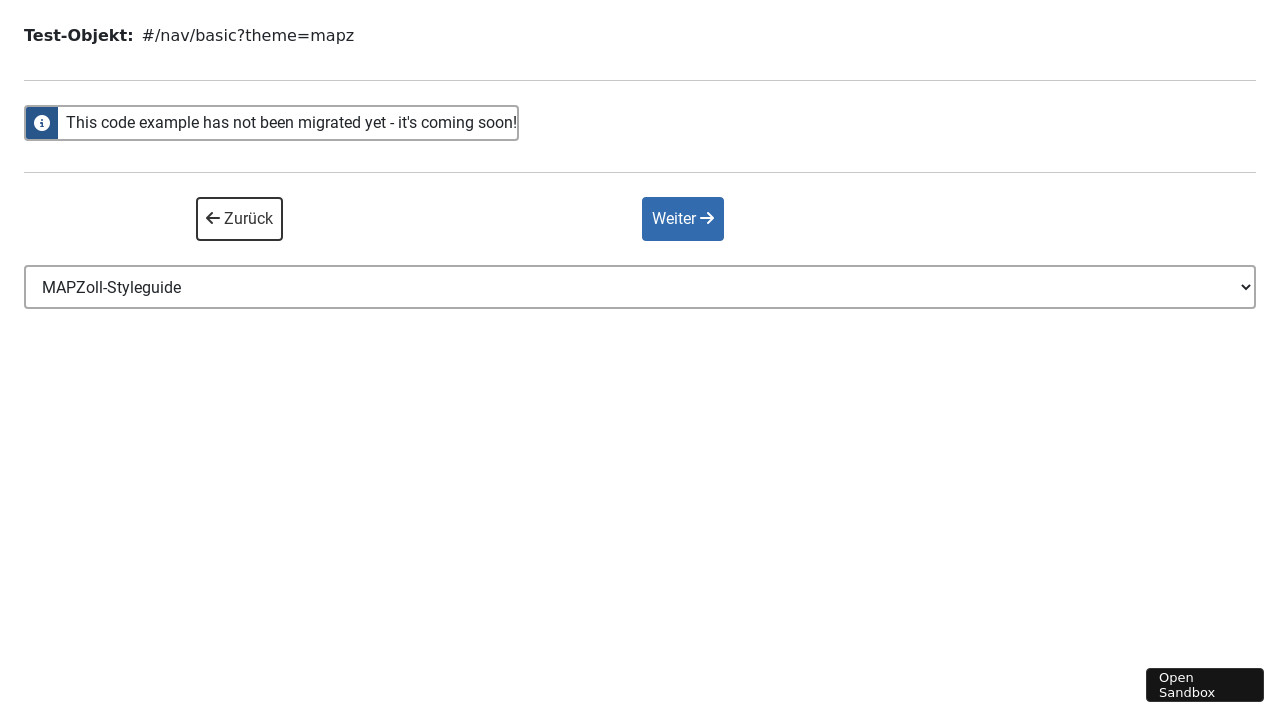 Test-Objekt: #/nav/basic?theme=mapz
This code example has not been migrated yet - it's coming soon!
Zurück
Weiter
MAPZoll-Styleguide
Open
Sandbox